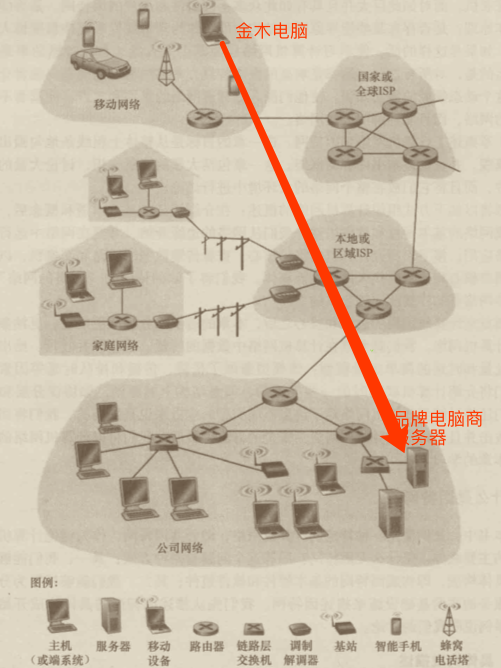 金木电脑
移动网络
国家或
全球ISP
本地或
区域ISP
家庭网络
品牌电脑商
服务器
公司网络
图例：
主机
（或端系统）
服务器
移动
设备
路由器
链路层
交换机
调制
解调器
基站
智能手机
蜂窝
电话塔